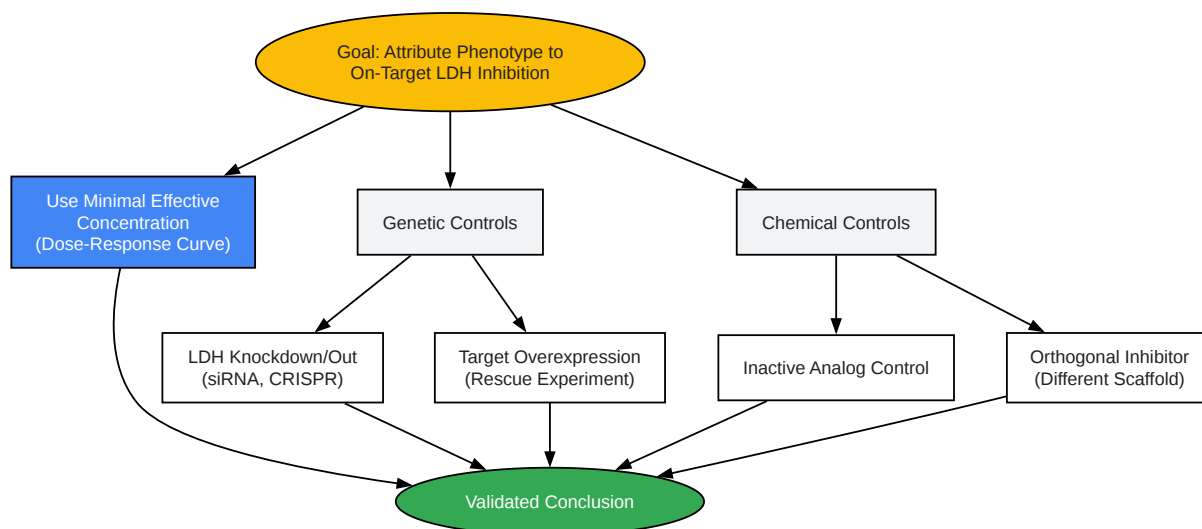 Goal: Attribute Phenotype to
On-Target LDH Inhibition
Use Minimal Effective
Concentration
(Dose-Response Curve)
Genetic Controls
Chemical Controls
LDH Knockdown/Out
(siRNA, CRISPR)
Target Overexpression
(Rescue Experiment)
Inactive Analog Control
Orthogonal Inhibitor
(Different Scaffold)
Validated Conclusion